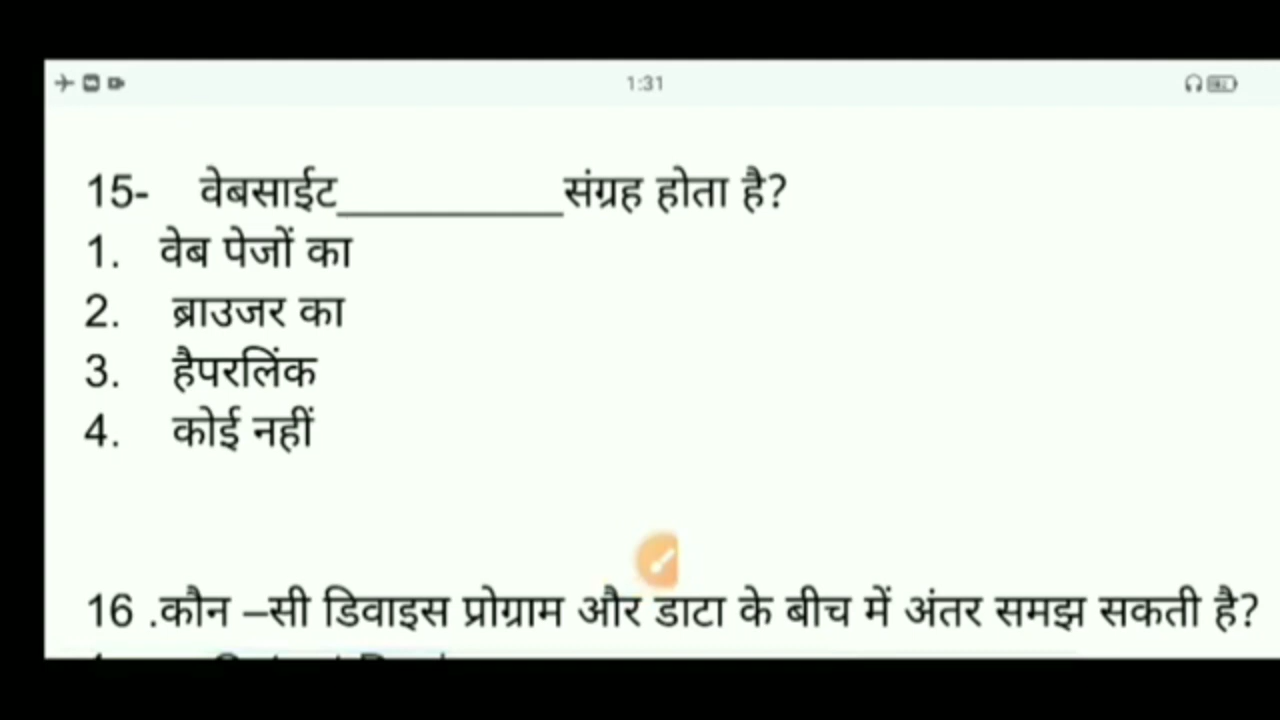 1:31
15- वेबसाईट__________संग्रह होता है?
1. वेब पेजों का
2. ब्राउजर का
3. हैपरलिंक
4. कोई नहीं
16 .कौन –सी डिवाइस प्रोग्राम और डाटा के बीच में अंतर समझ सकती है?